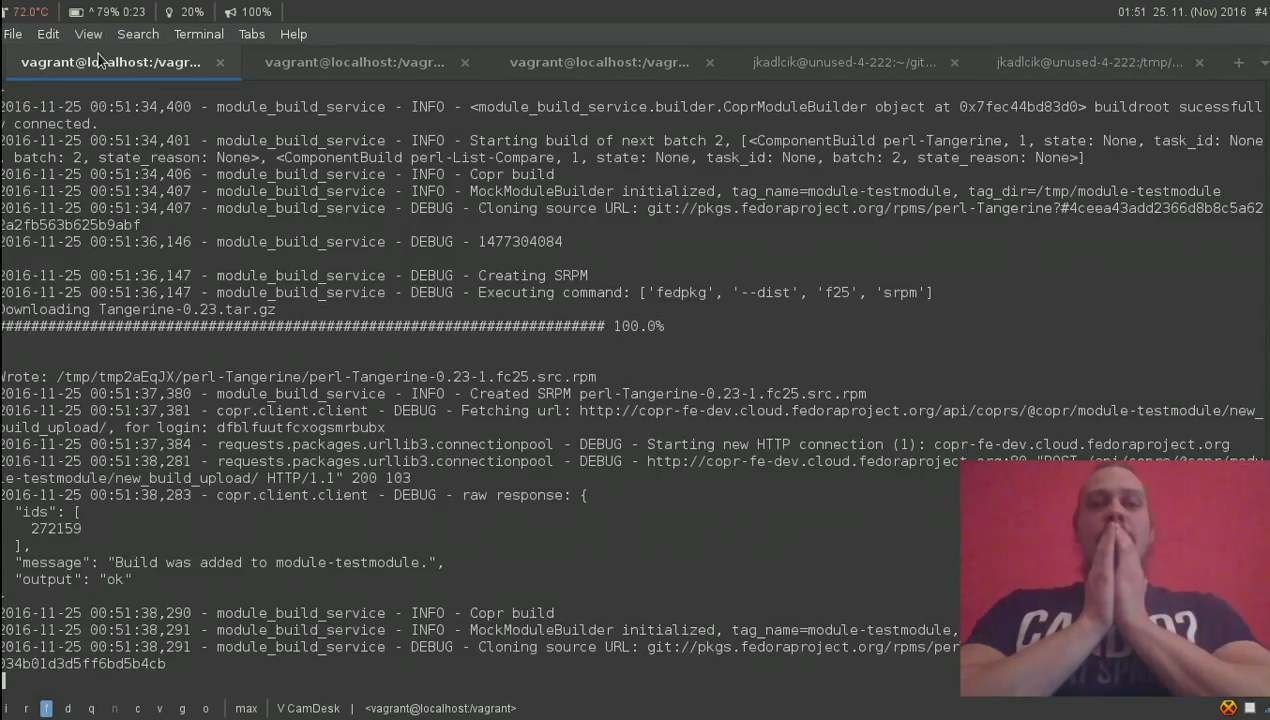 72.0°C ^ 79% 0:23 20% 100% 01:51 25. 11. (Nov) 2016 #4
File Edit View Search Terminal Tabs Help
vagrant@localhost:/vagr... × vagrant@localhost:/vagr... × vagrant@localhost:/vagr... × jkadlcik@unused-4-222:~/git... × jkadlcik@unused-4-222:/tmp/... × +
2016-11-25 00:51:34,400 - module_build_service - INFO - <module_build_service.builder.CoprModuleBuilder object at 0x7fec44bd83d0> buildroot sucessfull
y connected.
2016-11-25 00:51:34,401 - module_build_service - INFO - Starting build of next batch 2, [<ComponentBuild perl-Tangerine, 1, state: None, task_id: None
, batch: 2, state_reason: None>, <ComponentBuild perl-List-Compare, 1, state: None, task_id: None, batch: 2, state_reason: None>]
2016-11-25 00:51:34,406 - module_build_service - INFO - Copr build
2016-11-25 00:51:34,407 - module_build_service - INFO - MockModuleBuilder initialized, tag_name=module-testmodule, tag_dir=/tmp/module-testmodule
2016-11-25 00:51:34,407 - module_build_service - DEBUG - Cloning source URL: git://pkgs.fedoraproject.org/rpms/perl-Tangerine?#4ceea43add2366d8b8c5a62
2a2fb563b625b9abf
2016-11-25 00:51:36,146 - module_build_service - DEBUG - 1477304084
2016-11-25 00:51:36,147 - module_build_service - DEBUG - Creating SRPM
2016-11-25 00:51:36,147 - module_build_service - DEBUG - Executing command: ['fedpkg', '--dist', 'f25', 'srpm']
Downloading Tangerine-0.23.tar.gz
######################################################################## 100.0%
Wrote: /tmp/tmp2aEqJX/perl-Tangerine/perl-Tangerine-0.23-1.fc25.src.rpm
2016-11-25 00:51:37,380 - module_build_service - INFO - Created SRPM perl-Tangerine-0.23-1.fc25.src.rpm
2016-11-25 00:51:37,381 - copr.client.client - DEBUG - Fetching url: http://copr-fe-dev.cloud.fedoraproject.org/api/coprs/@copr/module-testmodule/new_
build_upload/, for login: dfblfuutfcxogsmrbubx
2016-11-25 00:51:37,384 - requests.packages.urllib3.connectionpool - DEBUG - Starting new HTTP connection (1): copr-fe-dev.cloud.fedoraproject.org
2016-11-25 00:51:38,281 - requests.packages.urllib3.connectionpool - DEBUG - http://copr-fe-dev.cloud.fedoraproject.org:80 "POST /api/coprs/@copr/modu
le-testmodule/new_build_upload/ HTTP/1.1" 200 103
2016-11-25 00:51:38,283 - copr.client.client - DEBUG - raw response: {
"ids": [
272159
],
"message": "Build was added to module-testmodule.",
"output": "ok"
2016-11-25 00:51:38,290 - module_build_service - INFO - Copr build
2016-11-25 00:51:38,291 - module_build_service - INFO - MockModuleBuilder initialized, tag_name=module-testmodule,
2016-11-25 00:51:38,291 - module_build_service - DEBUG - Cloning source URL: git://pkgs.fedoraproject.org/rpms/per
034b01d3d5ff6bd5b4cb
i r f d q n c v g o max V CamDesk | <vagrant@localhost:/vagrant>